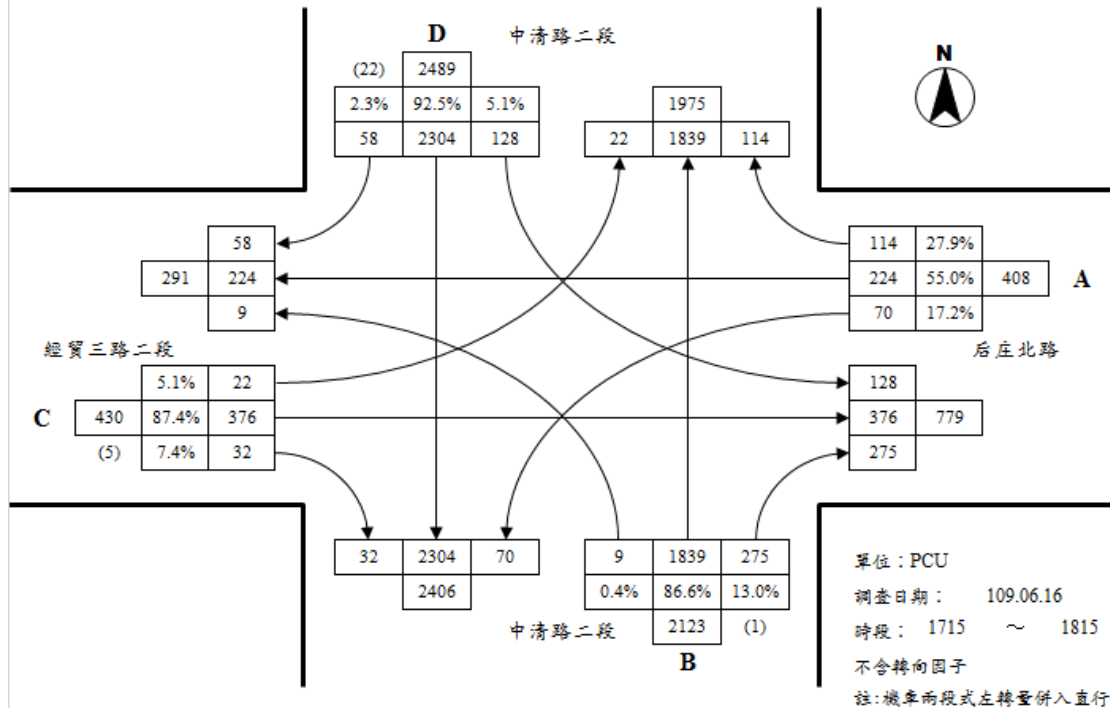 D 中清路二段
N
(22) 2489
2.3% 92.5% 5.1%
58 2304 128
1975
22 1839 114
58
291 224
9
114 27.9%
224 55.0% 408
70 17.2%
A
經貿三路二段
后庄北路
5.1% 22
C 430 87.4% 376
(5) 7.4% 32
128
376 779
275
32 2304 70
2406
9 1839 275
0.4% 86.6% 13.0%
2123 (1)
中清路二段
B
單位：PCU
調查日期： 109.06.16
時段： 1715 ～ 1815
不含轉向因子
註:機車兩段式左轉量併入直行